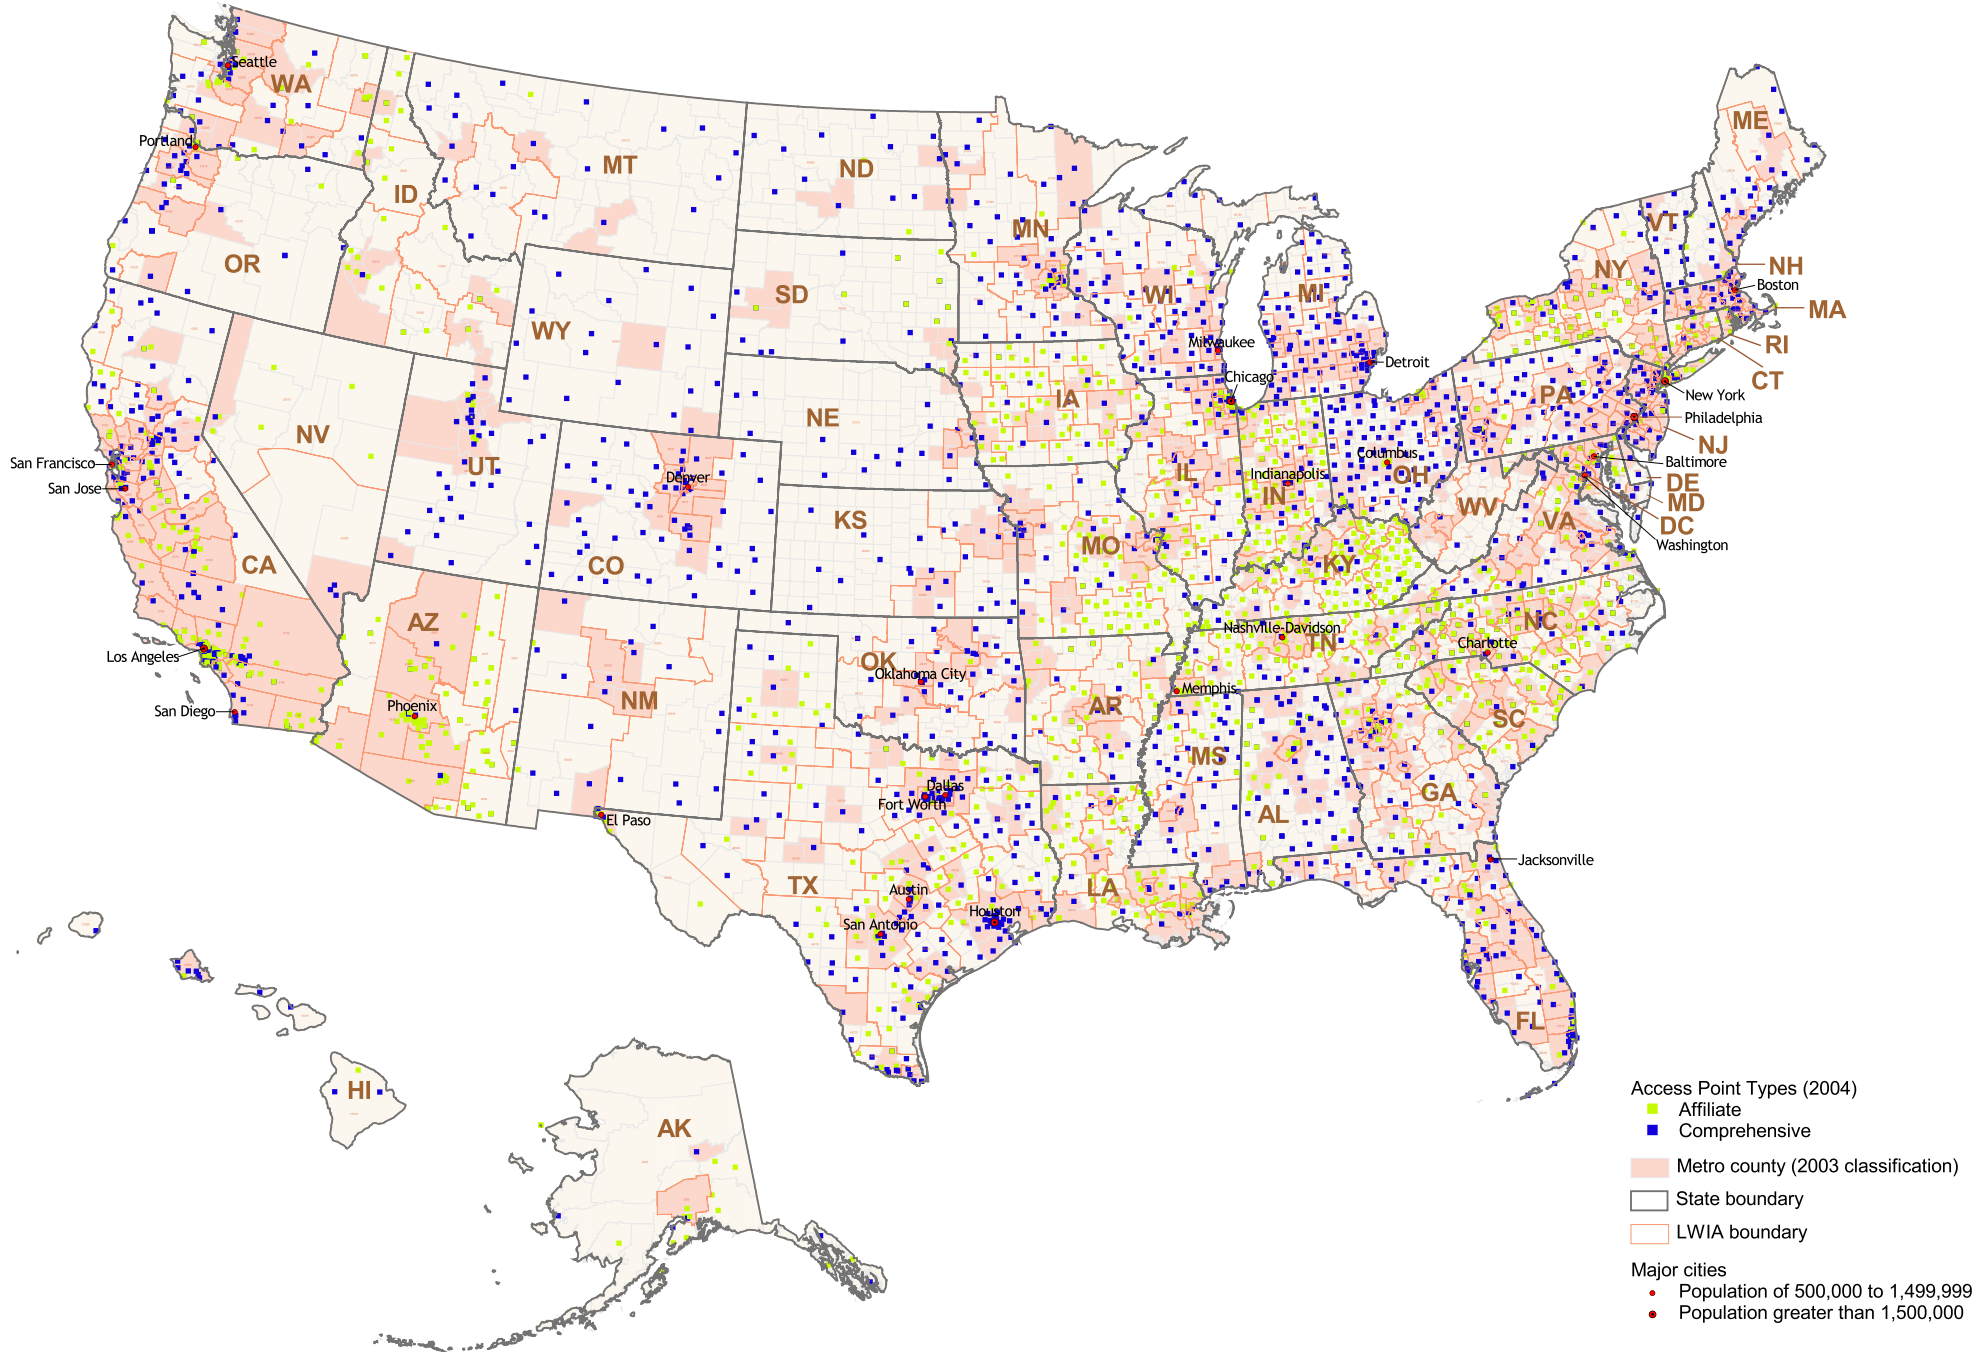 Seattle
WA
Portland
MT
ND
ME
ID
MN
VT
OR
NY
NH
Boston
SD
WI
MI
MA
WY
Milwaukee
RI
Detroit
CT
Chicago
New York
NE
IA
PA
Philadelphia
NV
NJ
San Francisco
UT
Columbus
Baltimore
San Jose
Denver
IL
Indianapolis
OH
DE
IN
MD
KS
WV
VA
DC
MO
Washington
CA
CO
KY
AZ
NC
Nashville-Davidson
TN
Charlotte
Los Angeles
OK
Oklahoma City
Memphis
NM
San Diego
Phoenix
AR
SC
MS
Dallas
Fort Worth
GA
El Paso
AL
Jacksonville
TX
LA
Austin
Houston
San Antonio
FL
HI
AK
Access Point Types (2004)
Affiliate
Comprehensive
Metro county (2003 classification)
State boundary
LWIA boundary
Major cities
Population of 500,000 to 1,499,999
Population greater than 1,500,000